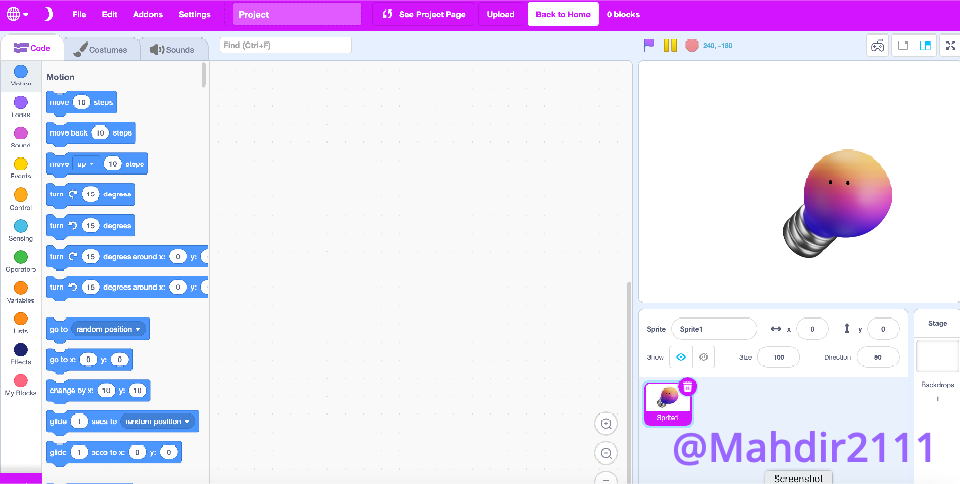 File Edit Addons Settings Project See Project Page Upload Back to Home 0 blocks
Code Costumes Sounds Find (Ctrl+F) 240, -180
Motion
Motion
move 10 steps
Looks
move back 10 steps
Sound
move up 10 steps
Events
turn 15 degrees
Control
turn 15 degrees
Sensing
turn 15 degrees around x: 0 y:
Operators
turn 15 degrees around x: 0 y:
Variables
go to random position
Lists
go to x: 0 y: 0
Effects
change by x: 10 y: 10
My Blocks
glide 1 secs to random position
glide 1 secs to x: 0 y: 0
Sprite Sprite1 x 0 y 0
Show Size 100 Direction 90
Sprite1
Stage
Backdrops
1
@Mahdir2111
Screenshot